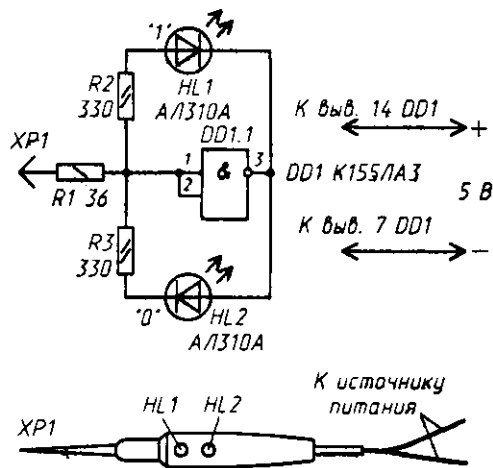 "1"
R2
330
HL1
АЛ310А
DD1.1
XP1
R1 36
1
2
&
3
DD1 К155ЛА3
К выв. 14 DD1
+
5 В
К выв. 7 DD1
−
R3
330
"0"
HL2
АЛ310А
XP1
HL1
HL2
К источнику
питания